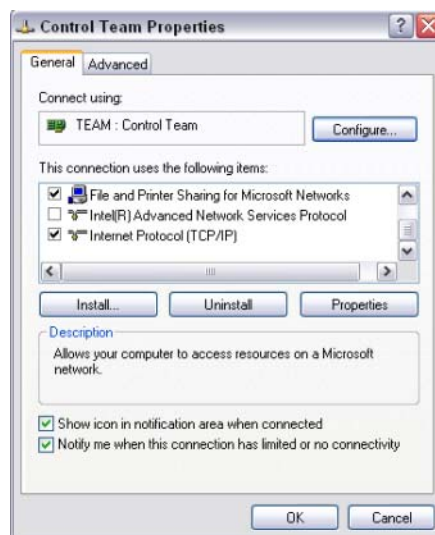 Control Team Properties
General
Advanced
Connect using:
TEAM : Control Team
Configure...
This connection uses the following items:
File and Printer Sharing for Microsoft Networks
Intel(R) Advanced Network Services Protocol
Internet Protocol (TCP/IP)
Install...
Uninstall
Properties
Description
Allows your computer to access resources on a Microsoft
network.
Show icon in notification area when connected
Notify me when this connection has limited or no connectivity
OK
Cancel